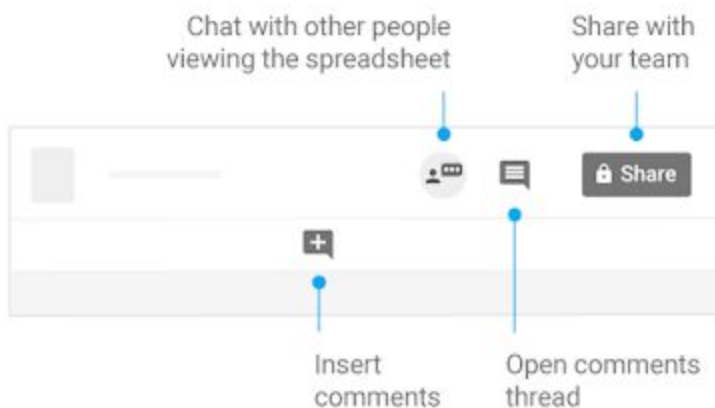 Chat with other people
viewing the spreadsheet
Share with
your team
Share
Insert
comments
Open comments
thread